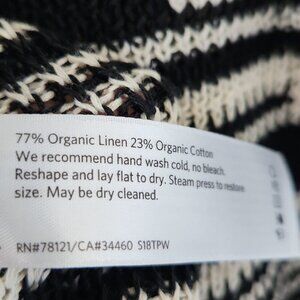 77% Organic Linen 23% Organic Cotton
We recommend hand wash cold, no bleach.
Reshape and lay flat to dry. Steam press to restore
size. May be dry cleaned.
RN#78121/CA#34460 S18TPW